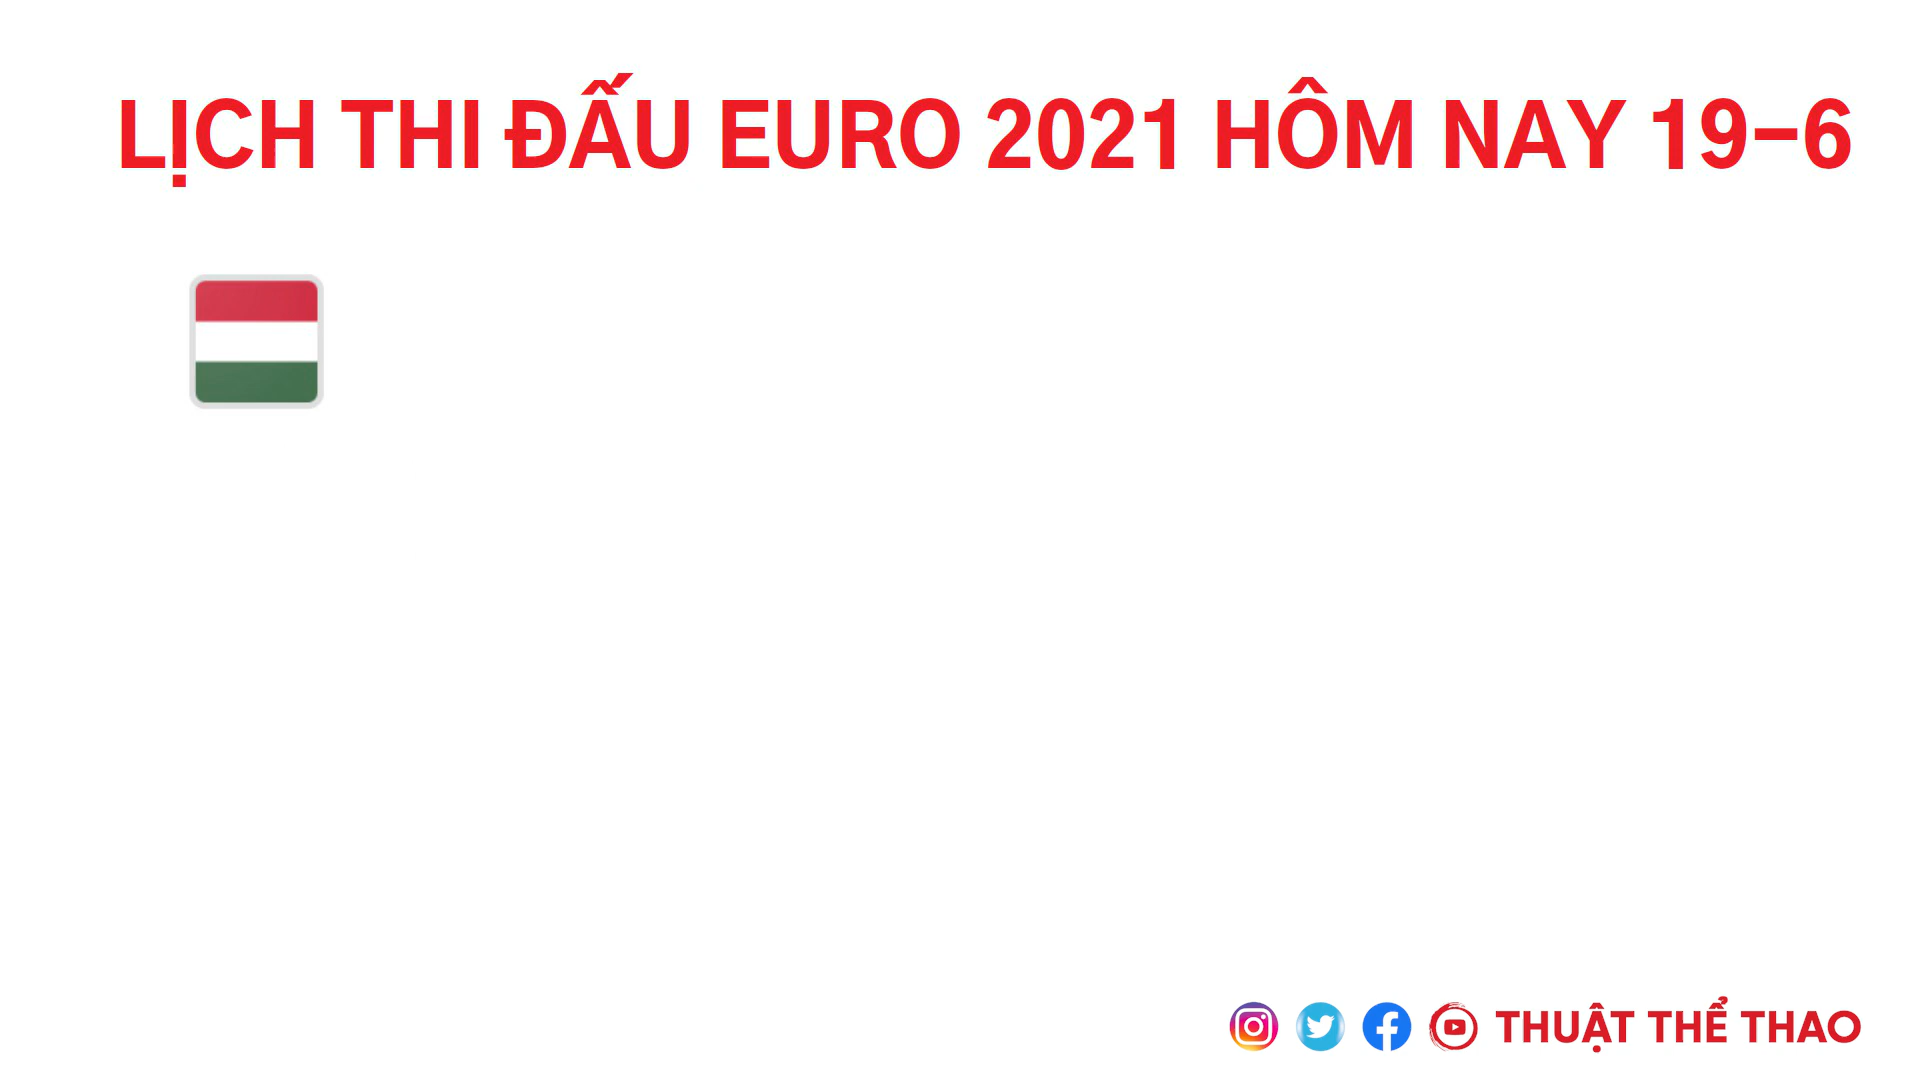 LỊCH THI ĐẤU EURO 2021 HÔM NAY 19-6
THUẬT THỂ THAO